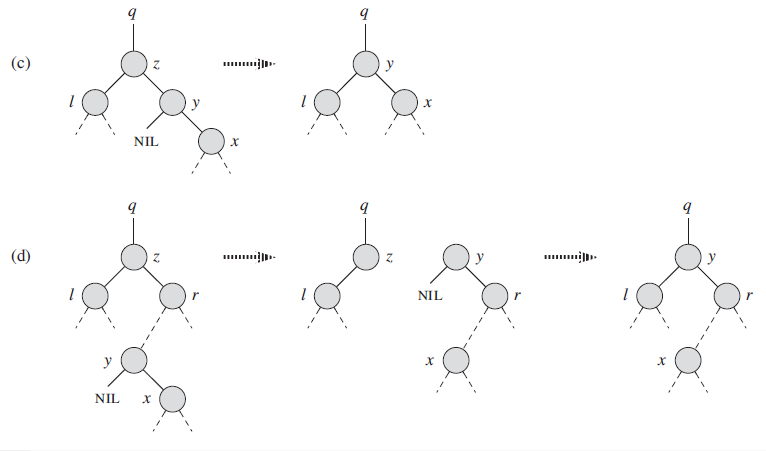 q q
(c) z y
l y l x
NIL x
q q q
(d) z z y y
l r l NIL r l r
y x x
NIL x